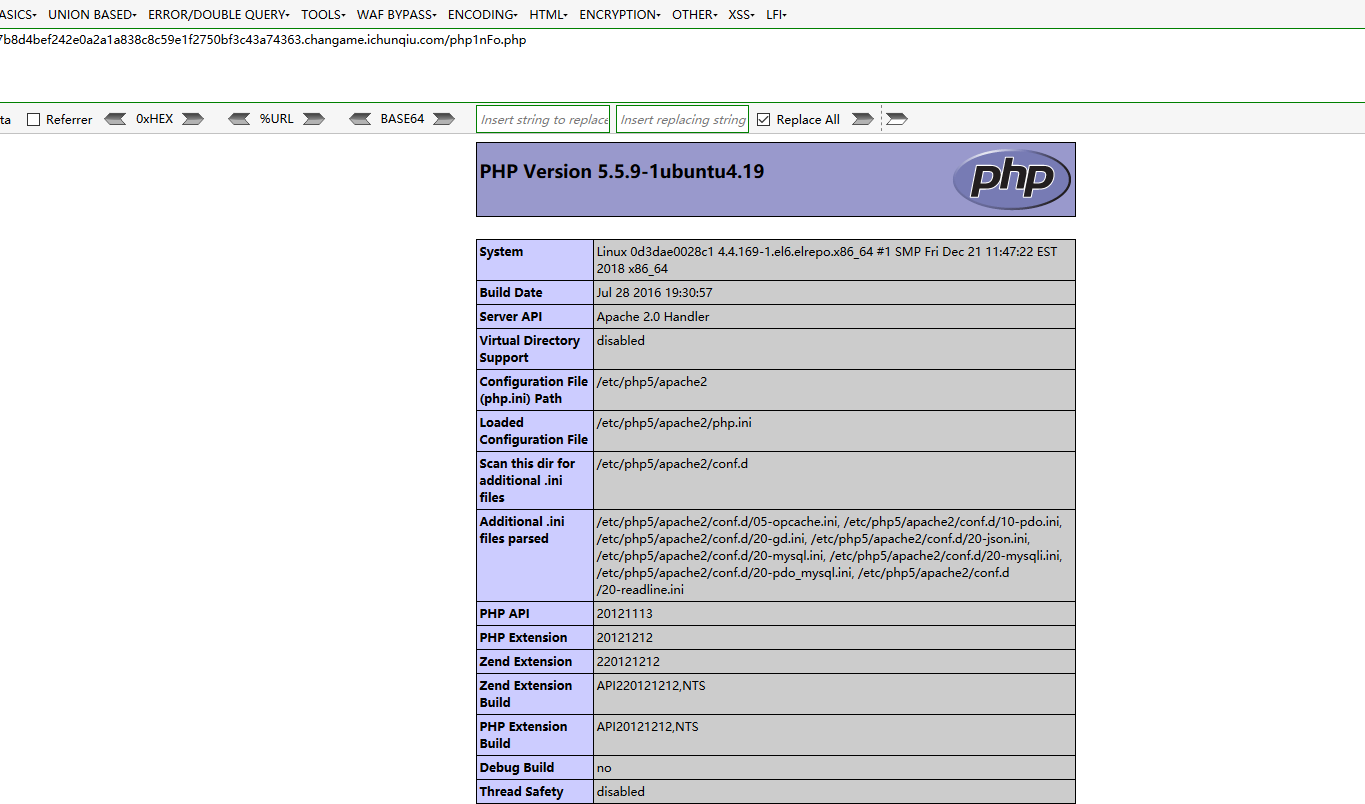 ASICS▾ UNION BASED▾ ERROR/DOUBLE QUERY▾ TOOLS▾ WAF BYPASS▾ ENCODING▾ HTML▾ ENCRYPTION▾ OTHER▾ XSS▾ LFI▾
7b8d4bef242e0a2a1a838c8c59e1f2750bf3c43a74363.changame.ichunqiu.com/php1nFo.php
ta Referrer 0xHEX %URL BASE64 Insert string to replace Insert replacing string Replace All
PHP Version 5.5.9-1ubuntu4.19
php
System Linux 0d3dae0028c1 4.4.169-1.el6.elrepo.x86_64 #1 SMP Fri Dec 21 11:47:22 EST
2018 x86_64
Build Date Jul 28 2016 19:30:57
Server API Apache 2.0 Handler
Virtual Directory disabled
Support
Configuration File /etc/php5/apache2
(php.ini) Path
Loaded /etc/php5/apache2/php.ini
Configuration File
Scan this dir for /etc/php5/apache2/conf.d
additional .ini
files
Additional .ini /etc/php5/apache2/conf.d/05-opcache.ini, /etc/php5/apache2/conf.d/10-pdo.ini,
files parsed /etc/php5/apache2/conf.d/20-gd.ini, /etc/php5/apache2/conf.d/20-json.ini,
/etc/php5/apache2/conf.d/20-mysql.ini, /etc/php5/apache2/conf.d/20-mysqli.ini,
/etc/php5/apache2/conf.d/20-pdo_mysql.ini, /etc/php5/apache2/conf.d
/20-readline.ini
PHP API 20121113
PHP Extension 20121212
Zend Extension 220121212
Zend Extension API220121212,NTS
Build
PHP Extension API20121212,NTS
Build
Debug Build no
Thread Safety disabled